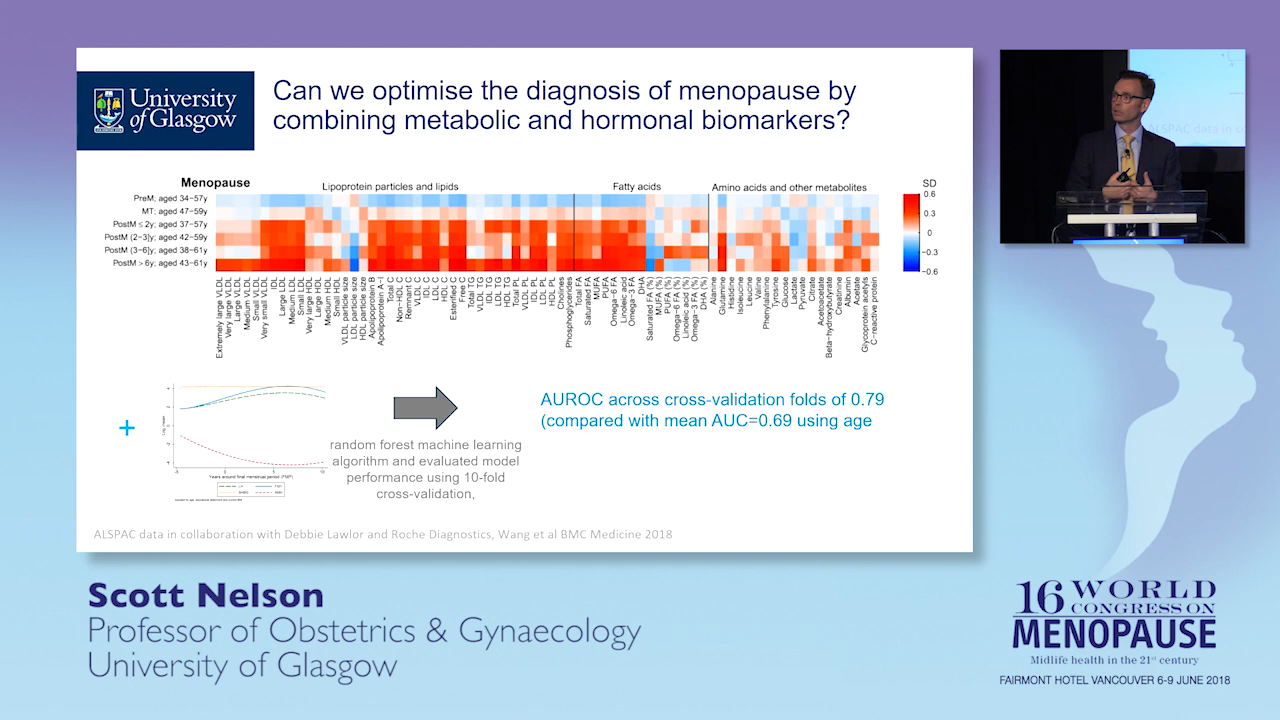 University
of Glasgow
Can we optimise the diagnosis of menopause by
combining metabolic and hormonal biomarkers?
Menopause
Lipoprotein particles and lipids
Fatty acids
Amino acids and other metabolites
SD
PreM; aged 34−57y
MT; aged 47−59y
PostM ≤ 2y; aged 37−57y
PostM (2−3]y; aged 42−59y
PostM (3−6]y; aged 38−61y
PostM > 6y; aged 43−61y
0.6
0.3
0
−0.3
−0.6
Extremely large VLDL
Very large VLDL
Large VLDL
Medium VLDL
Small VLDL
Very small VLDL
IDL
Large LDL
Medium LDL
Small LDL
Very large HDL
Large HDL
Medium HDL
Small HDL
VLDL particle size
LDL particle size
HDL particle size
Apolipoprotein B
Apolipoprotein A−I
Total C
Non−HDL C
Remnant C
VLDL C
IDL C
LDL C
HDL C
Esterified C
Free C
Total TG
VLDL TG
IDL TG
LDL TG
HDL TG
Total PL
VLDL PL
IDL PL
LDL PL
HDL PL
Cholines
Phosphoglycerides
Total FA
Saturated FA
MUFA
PUFA
Omega−6 FA
Linoleic acid
Omega−3 FA
DHA
Saturated FA (%)
MUFA (%)
PUFA (%)
Omega−6 FA (%)
Linoleic acid (%)
Omega−3 FA (%)
DHA (%)
Alanine
Glutamine
Histidine
Isoleucine
Leucine
Valine
Phenylalanine
Tyrosine
Glucose
Lactate
Pyruvate
Citrate
Acetoacetate
Beta−hydroxybutyrate
Creatinine
Albumin
Acetate
Glycoprotein acetyls
C−reactive protein
+
Years around final menstrual period (FMP)
random forest machine learning
algorithm and evaluated model
performance using 10-fold
cross-validation,
AUROC across cross-validation folds of 0.79
(compared with mean AUC=0.69 using age
ALSPAC data in collaboration with Debbie Lawlor and Roche Diagnostics, Wang et al BMC Medicine 2018
ALSPAC data in co
Scott Nelson
Professor of Obstetrics & Gynaecology
University of Glasgow
16 WORLD
CONGRESS ON
MENOPAUSE
Midlife health in the 21st century
FAIRMONT HOTEL VANCOUVER 6-9 JUNE 2018